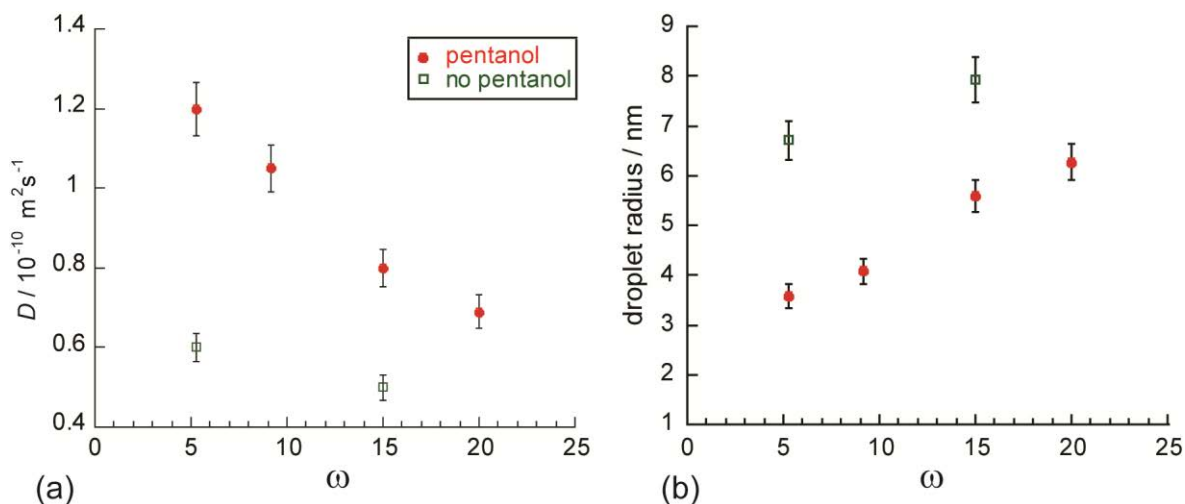 1.4
1.2
1
0.8
0.6
0.4
0 5 10 15 20 25
D / 10⁻¹⁰ m²s⁻¹
ω
pentanol
no pentanol
(a)
9
8
7
6
5
4
3
2
1
0 5 10 15 20 25
droplet radius / nm
ω
(b)